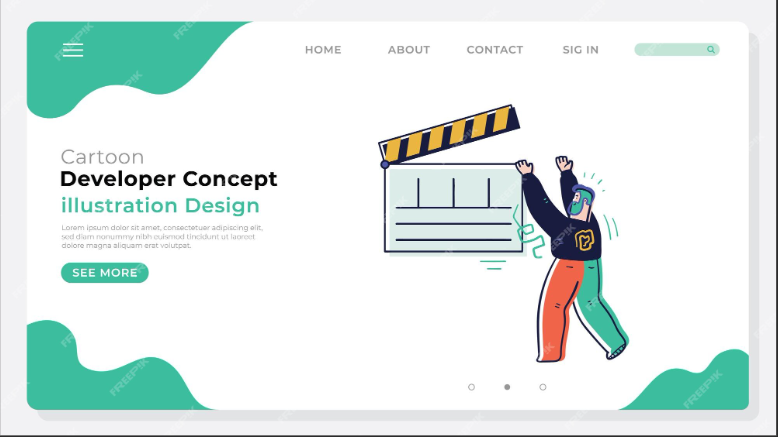 HOME ABOUT CONTACT SIG IN
Cartoon
Developer Concept
illustration Design
Lorem ipsum dolor sit amet, consectetuer adipiscing elit,
sed diam nonummy nibh euismod tincidunt ut laoreet
dolore magna aliquam erat volutpat.
SEE MORE
FREEPIK